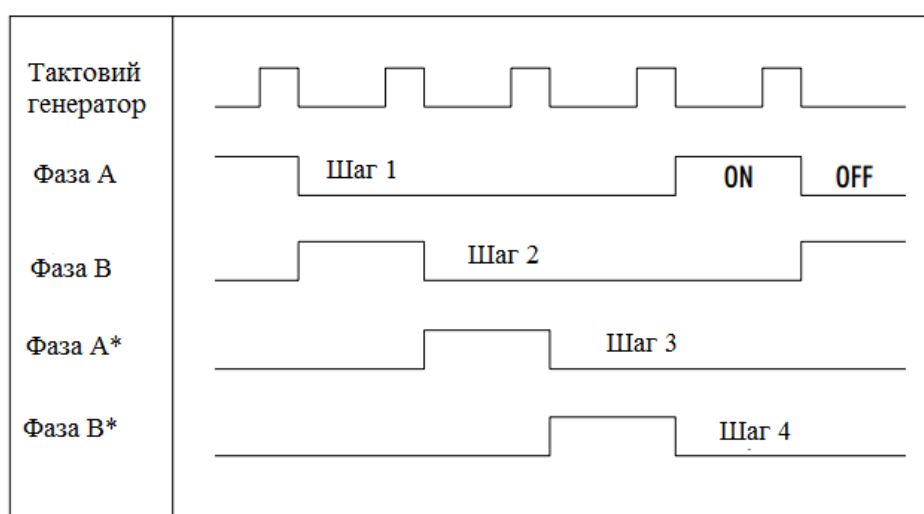 Тактовий
генератор
Фаза А
Шаг 1
ON
OFF
Фаза В
Шаг 2
Фаза А*
Шаг 3
Фаза В*
Шаг 4